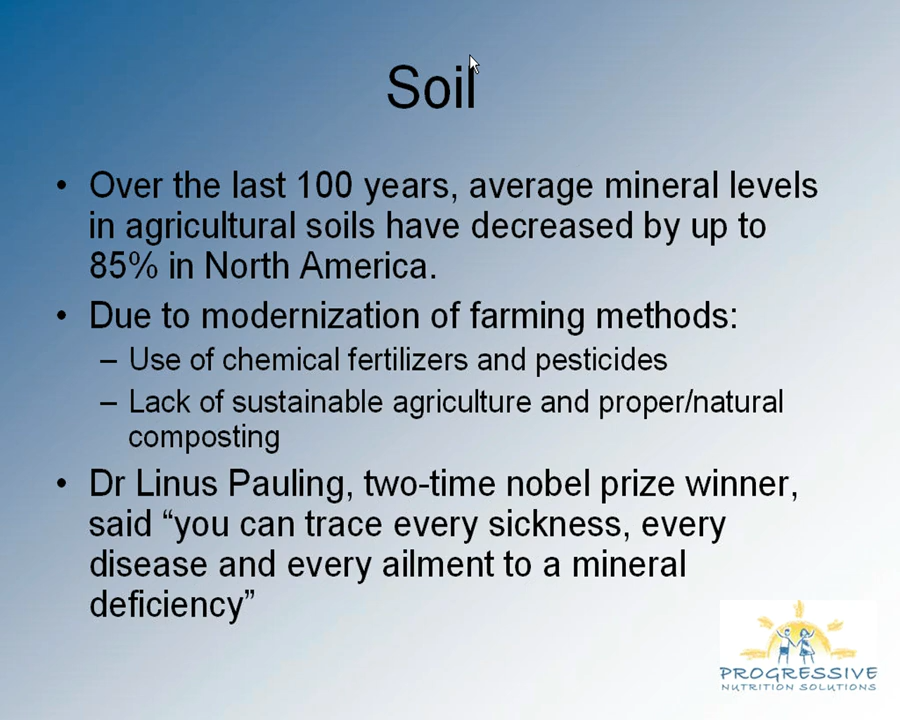 Soil
• Over the last 100 years, average mineral levels
in agricultural soils have decreased by up to
85% in North America.
• Due to modernization of farming methods:
– Use of chemical fertilizers and pesticides
– Lack of sustainable agriculture and proper/natural
composting
• Dr Linus Pauling, two-time nobel prize winner,
said “you can trace every sickness, every
disease and every ailment to a mineral
deficiency”
PROGRESSIVE
NUTRITION SOLUTIONS